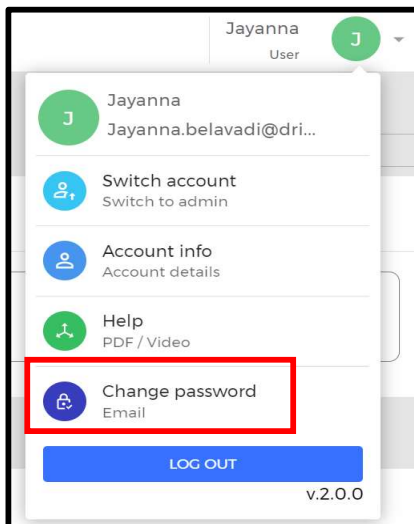 Jayanna
User
J
J
Jayanna
Jayanna.belavadi@dri...
Switch account
Switch to admin
Account info
Account details
Help
PDF / Video
Change password
Email
LOG OUT
v.2.0.0